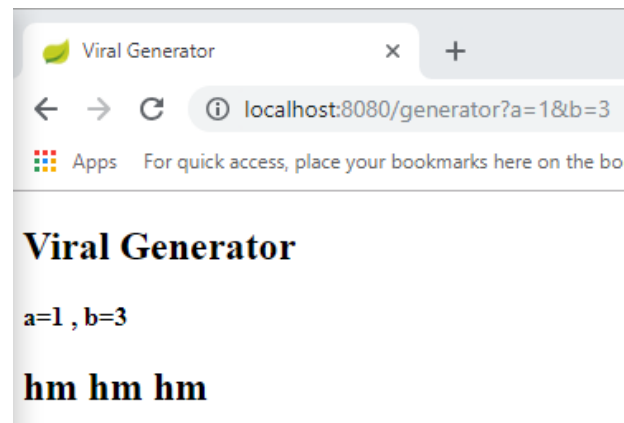 Viral Generator
localhost:8080/generator?a=1&b=3
Apps For quick access, place your bookmarks here on the bo
Viral Generator
a=1 , b=3
hm hm hm